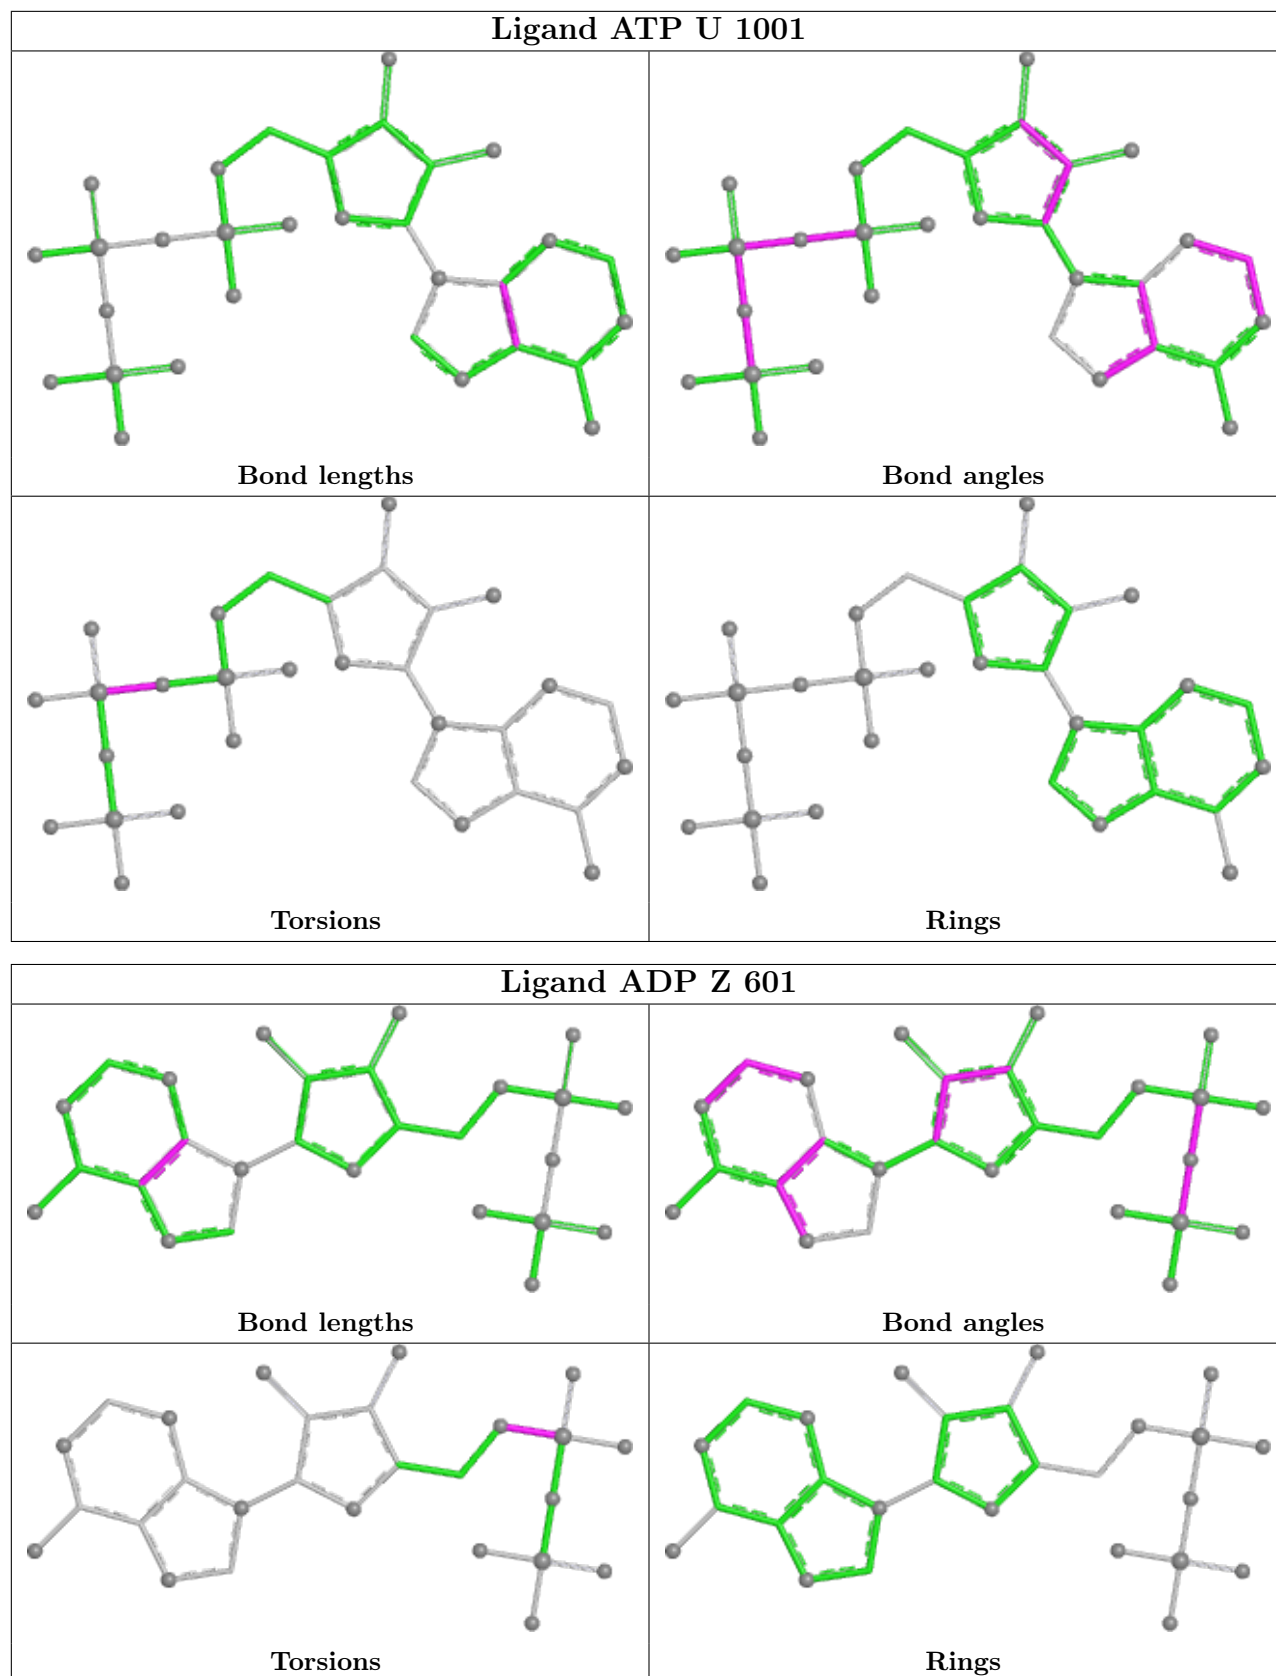 Ligand ATP U 1001
Bond lengths
Bond angles
Torsions
Rings
Ligand ADP Z 601
Bond lengths
Bond angles
Torsions
Rings